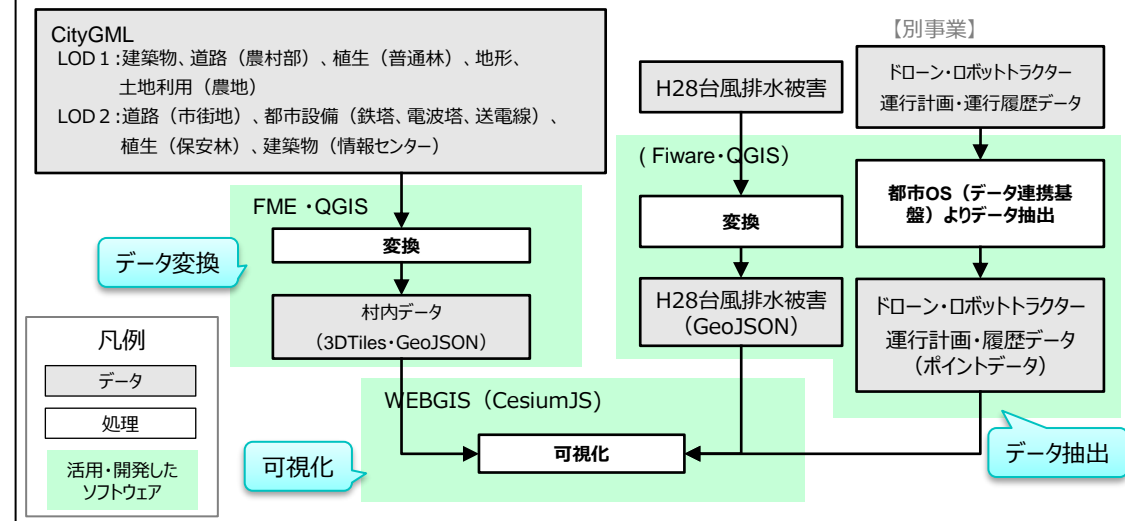 CityGML
LOD１:建築物、道路（農村部）、植生（普通林）、地形、
土地利用（農地）
LOD２:道路（市街地）、都市設備（鉄塔、電波塔、送電線）、
植生（保安林）、建築物（情報センター）
FME・QGIS
変換
データ変換
村内データ
（3DTiles・GeoJSON）
H28台風排水被害
( Fiware・QGIS）
変換
H28台風排水被害
（GeoJSON）
【別事業】
ドローン・ロボットトラクター
運行計画・運行履歴データ
都市OS（データ連携基
盤）よりデータ抽出
ドローン・ロボットトラクター
運行計画・履歴データ
（ポイントデータ）
データ抽出
WEBGIS（CesiumJS）
可視化
可視化
凡例
データ
処理
活用・開発した
ソフトウェア